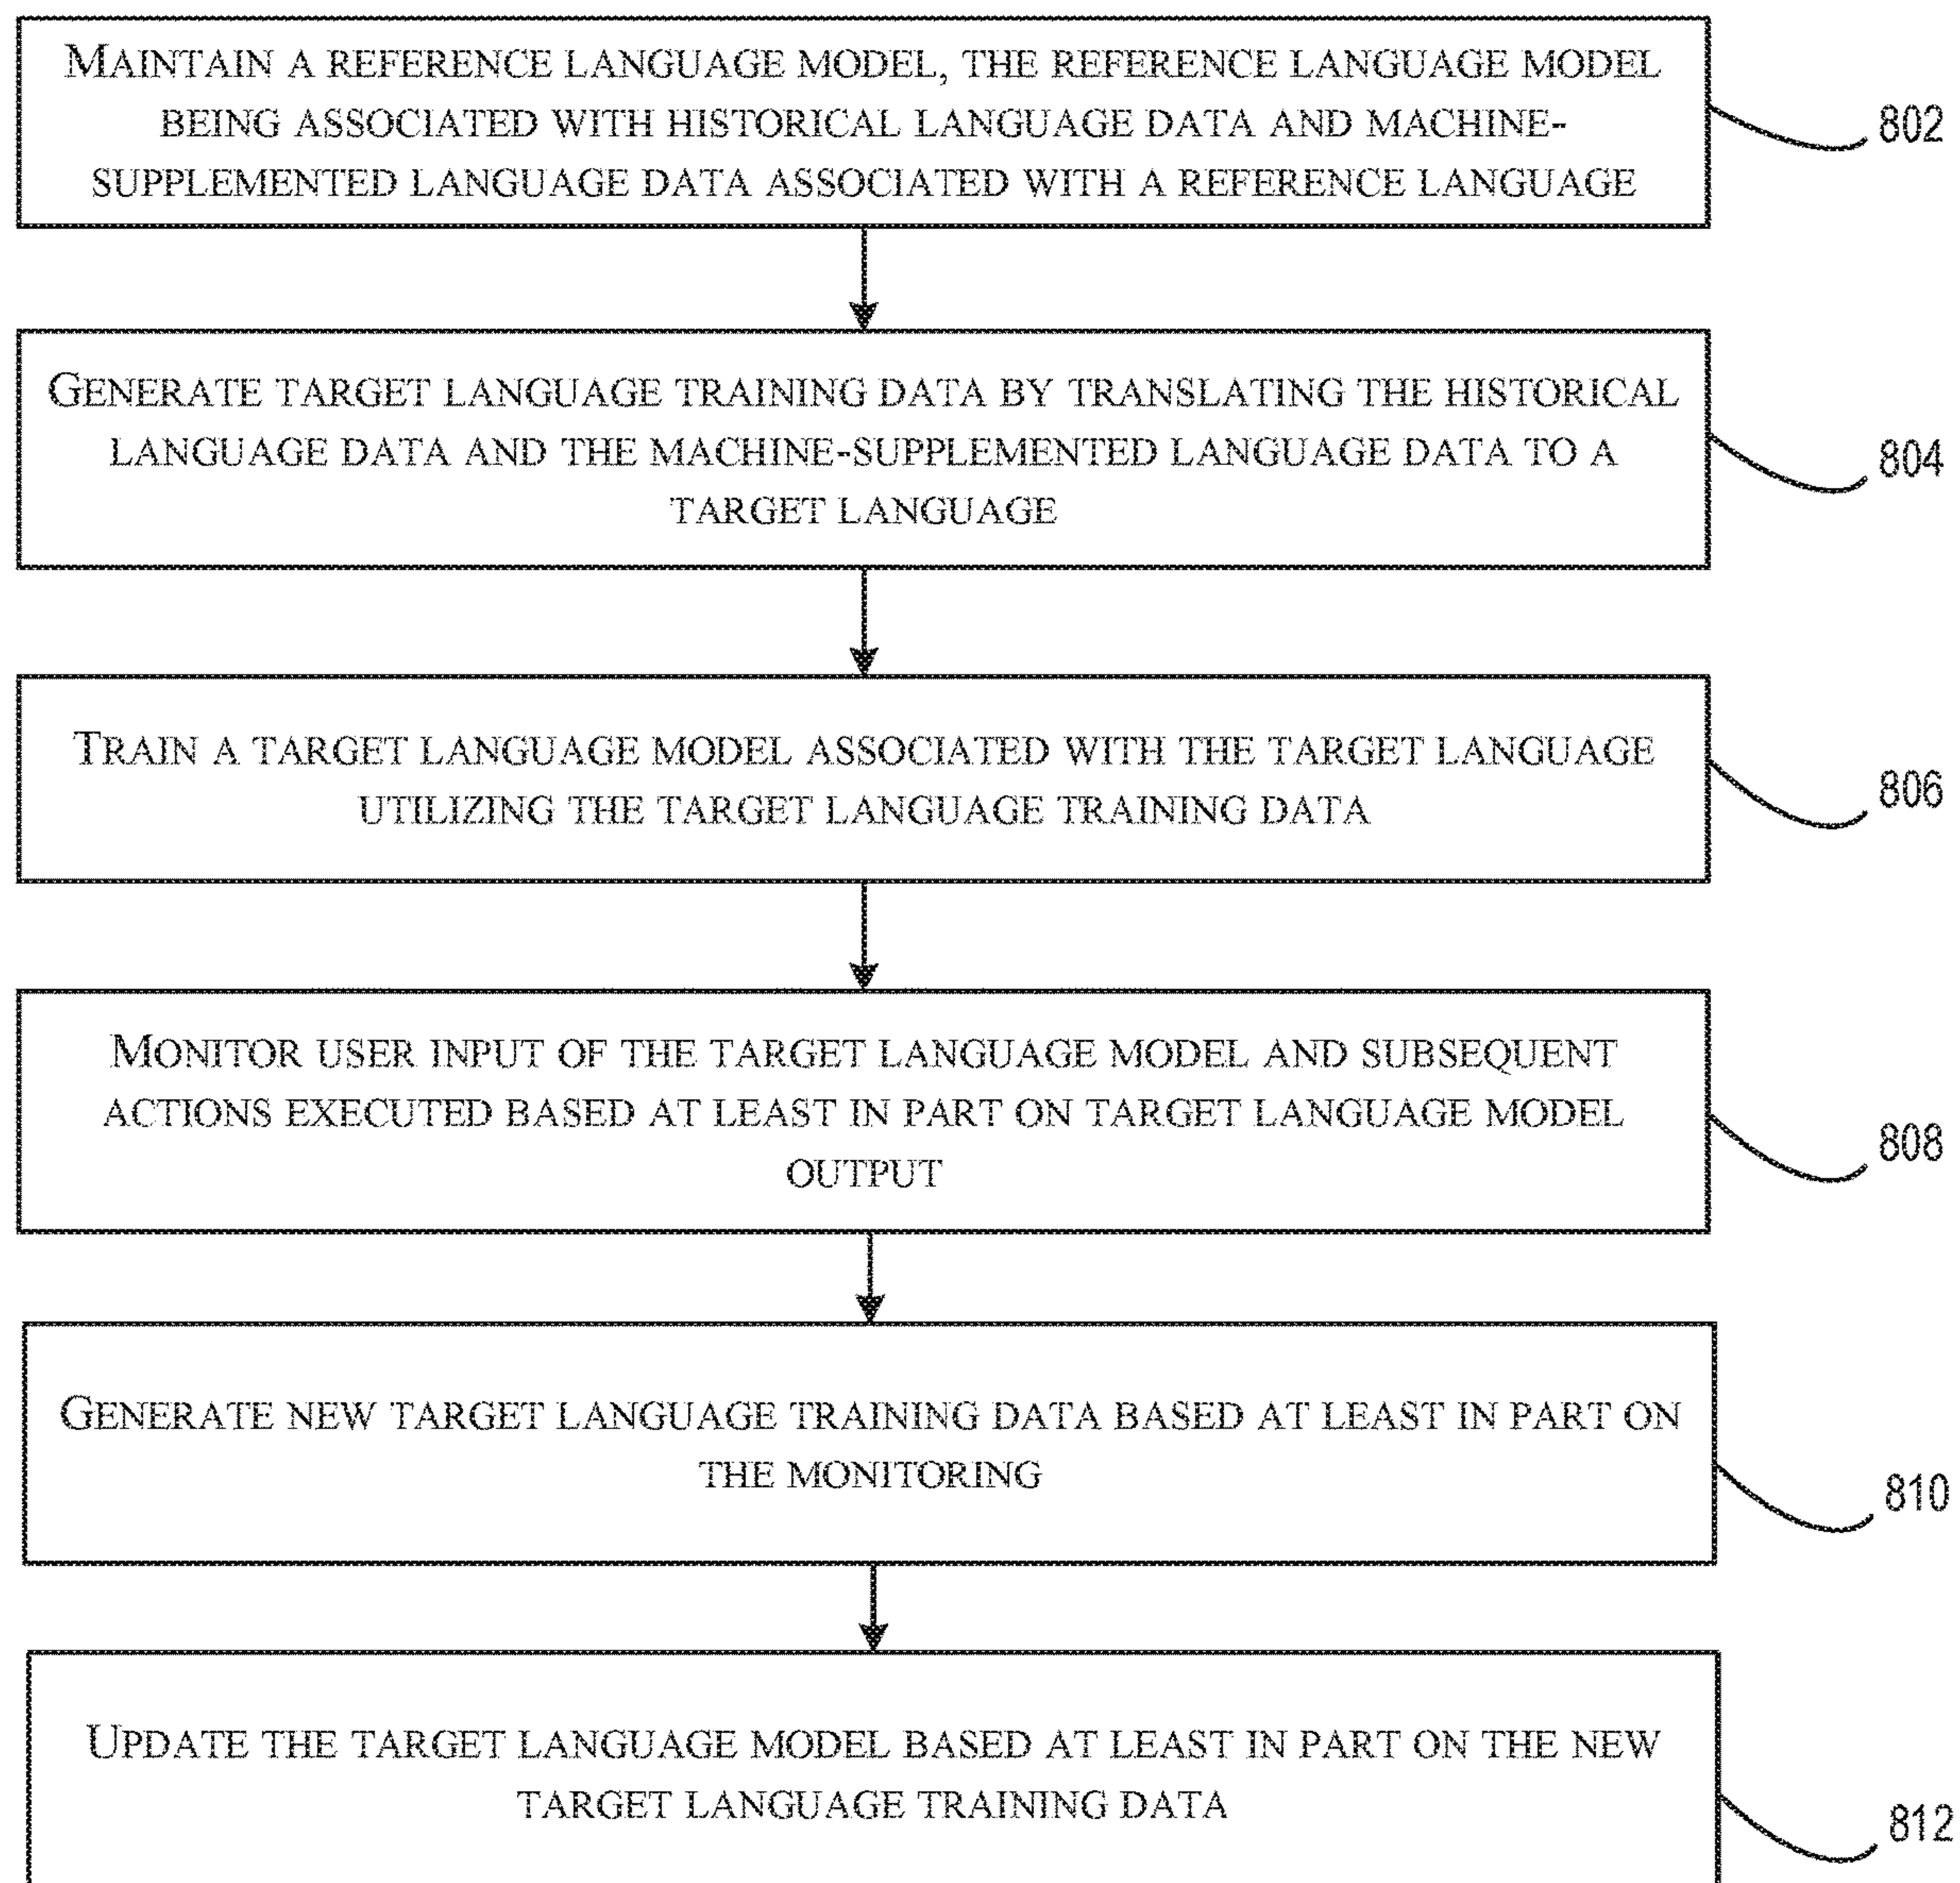 MAINTAIN A REFERENCE LANGUAGE MODEL, THE REFERENCE LANGUAGE MODEL
BEING ASSOCIATED WITH HISTORICAL LANGUAGE DATA AND MACHINE-
SUPPLEMENTED LANGUAGE DATA ASSOCIATED WITH A REFERENCE LANGUAGE
802
GENERATE TARGET LANGUAGE TRAINING DATA BY TRANSLATING THE HISTORICAL
LANGUAGE DATA AND THE MACHINE-SUPPLEMENTED LANGUAGE DATA TO A
TARGET LANGUAGE
804
TRAIN A TARGET LANGUAGE MODEL ASSOCIATED WITH THE TARGET LANGUAGE
UTILIZING THE TARGET LANGUAGE TRAINING DATA
806
MONITOR USER INPUT OF THE TARGET LANGUAGE MODEL AND SUBSEQUENT
ACTIONS EXECUTED BASED AT LEAST IN PART ON TARGET LANGUAGE MODEL
OUTPUT
808
GENERATE NEW TARGET LANGUAGE TRAINING DATA BASED AT LEAST IN PART ON
THE MONITORING
810
UPDATE THE TARGET LANGUAGE MODEL BASED AT LEAST IN PART ON THE NEW
TARGET LANGUAGE TRAINING DATA
812